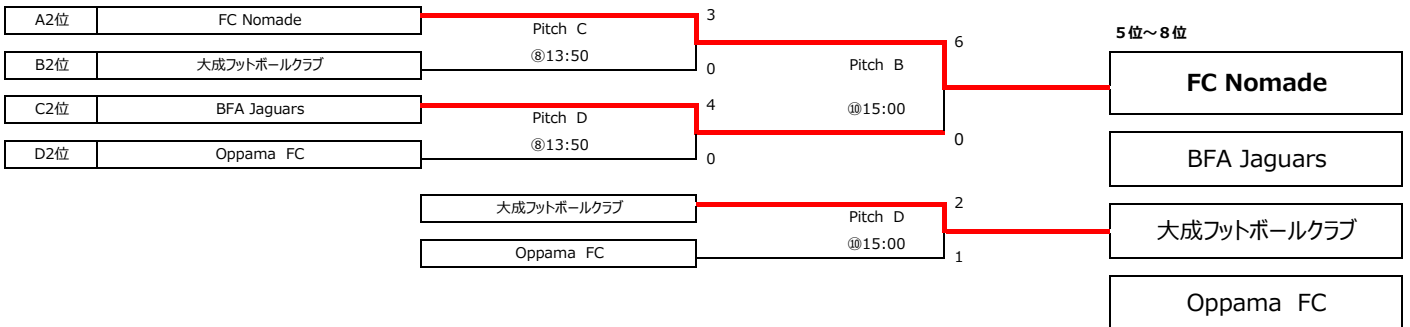 A2位 FC Nomade 3
Pitch C 6 5位～8位
B2位 大成フットボールクラブ ⑧13:50 0 Pitch B FC Nomade
C2位 BFA Jaguars 4 ⑩15:00
Pitch D
D2位 Oppama FC ⑧13:50 0 0 BFA Jaguars
大成フットボールクラブ 2
Pitch D 大成フットボールクラブ
Oppama FC ⑩15:00 1
Oppama FC